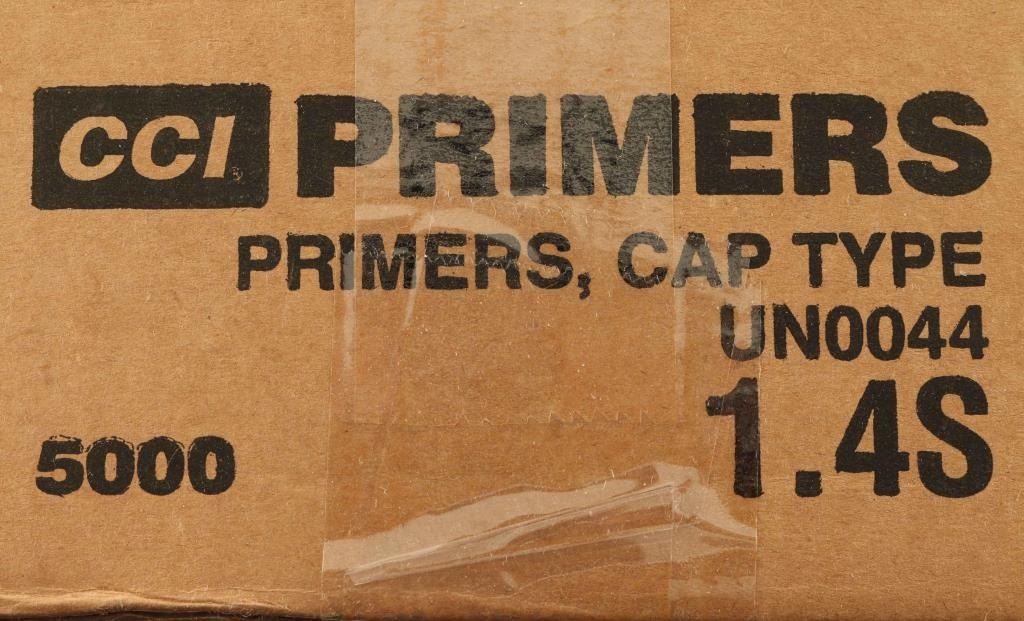 CCI PRIMERS
PRIMERS, CAP TYPE
UN0044
1.4S
5000